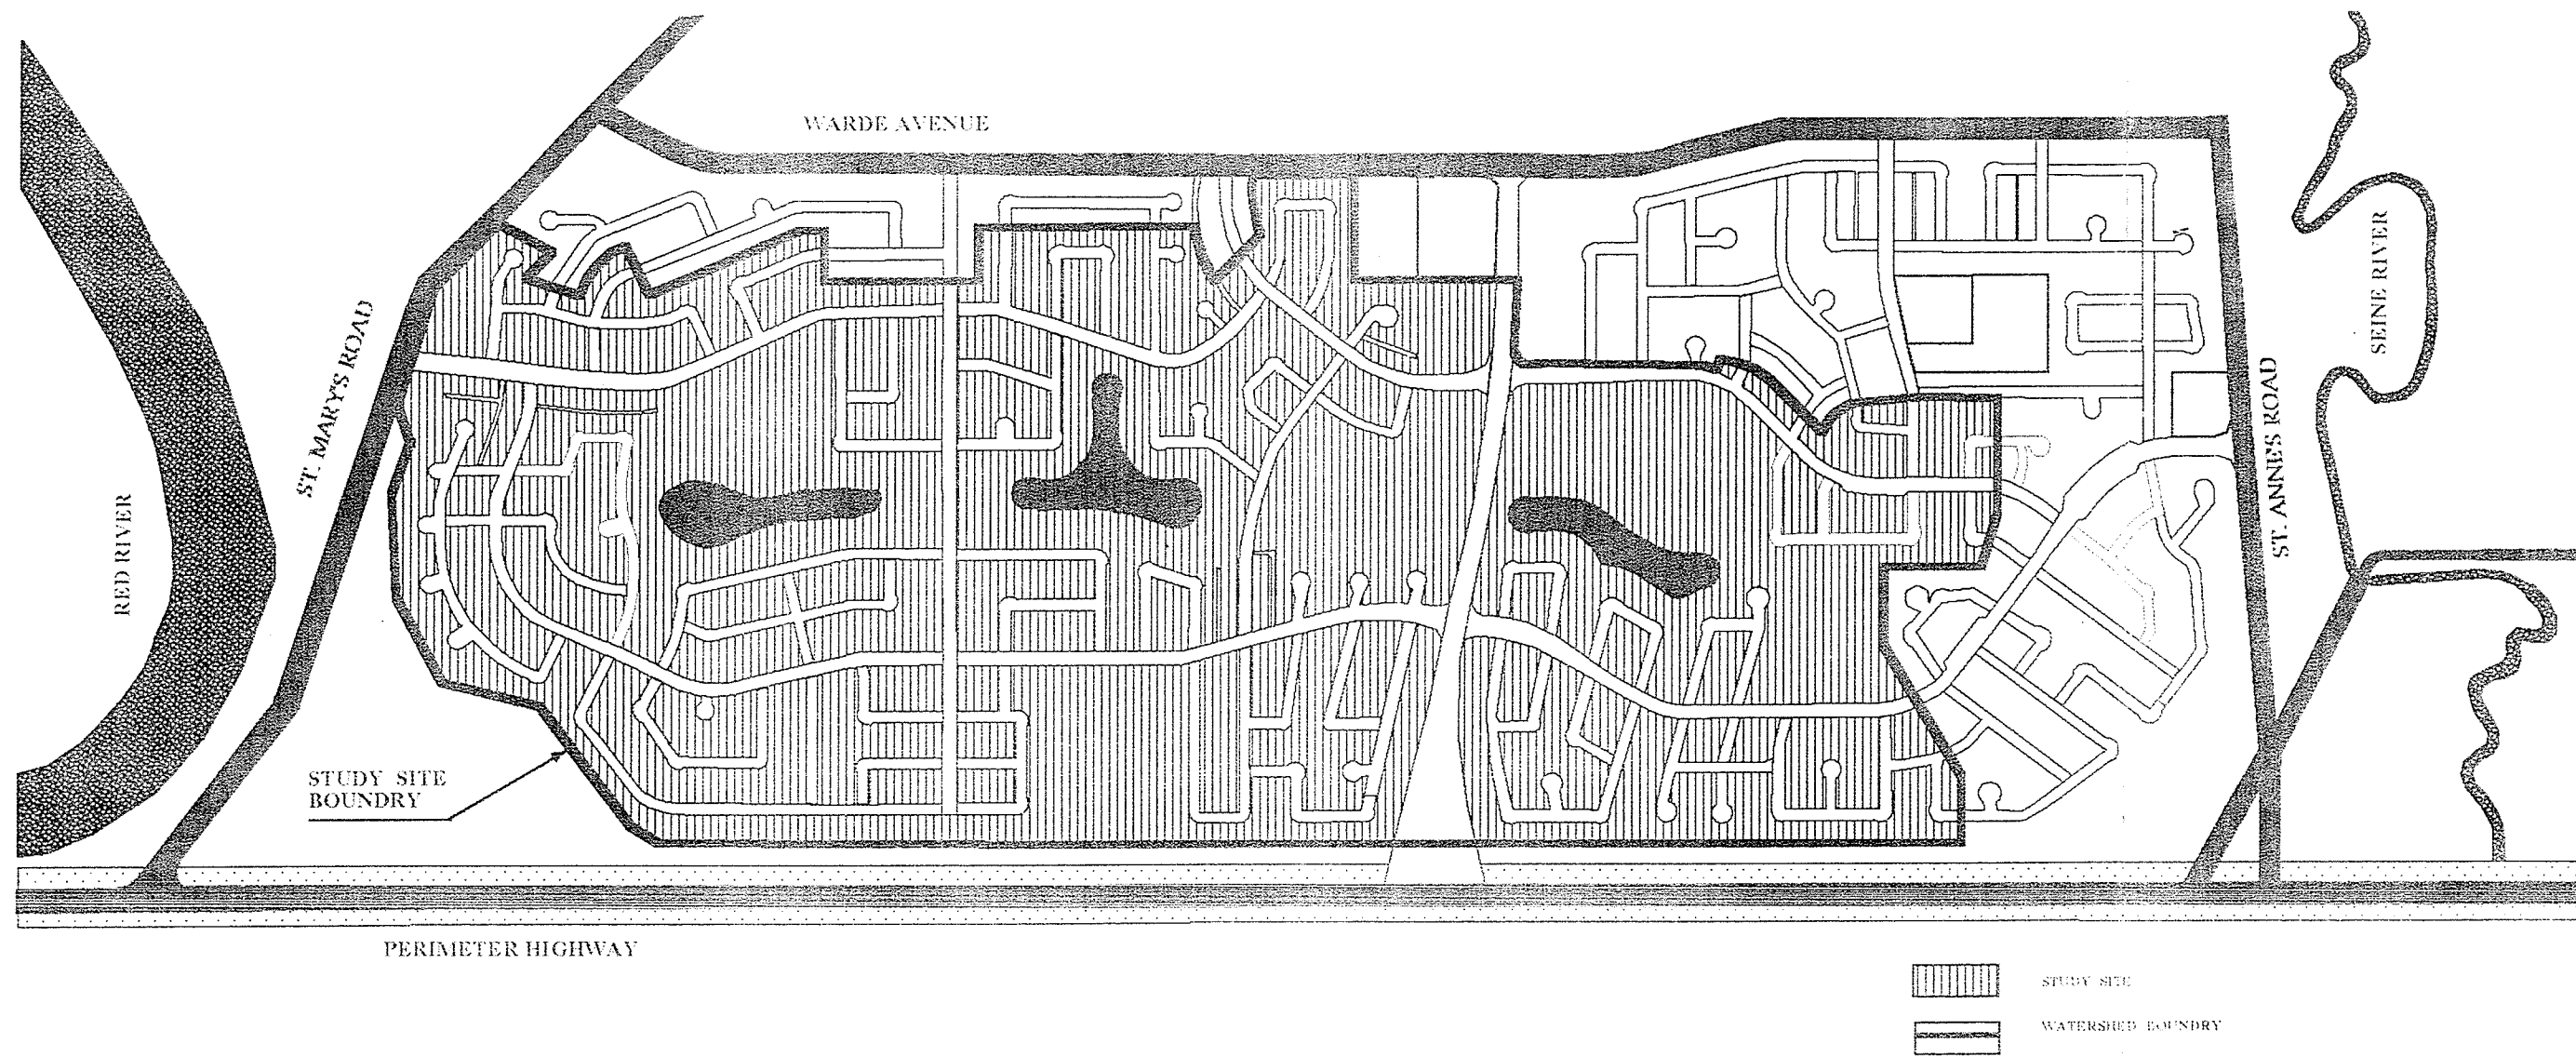 WARDE AVENUE
ST. MARY'S ROAD
RED RIVER
SEINE RIVER
ST. ANNE'S ROAD
STUDY SITE
BOUNDRY
PERIMETER HIGHWAY
STUDY SITE
WATERSHED BOUNDRY